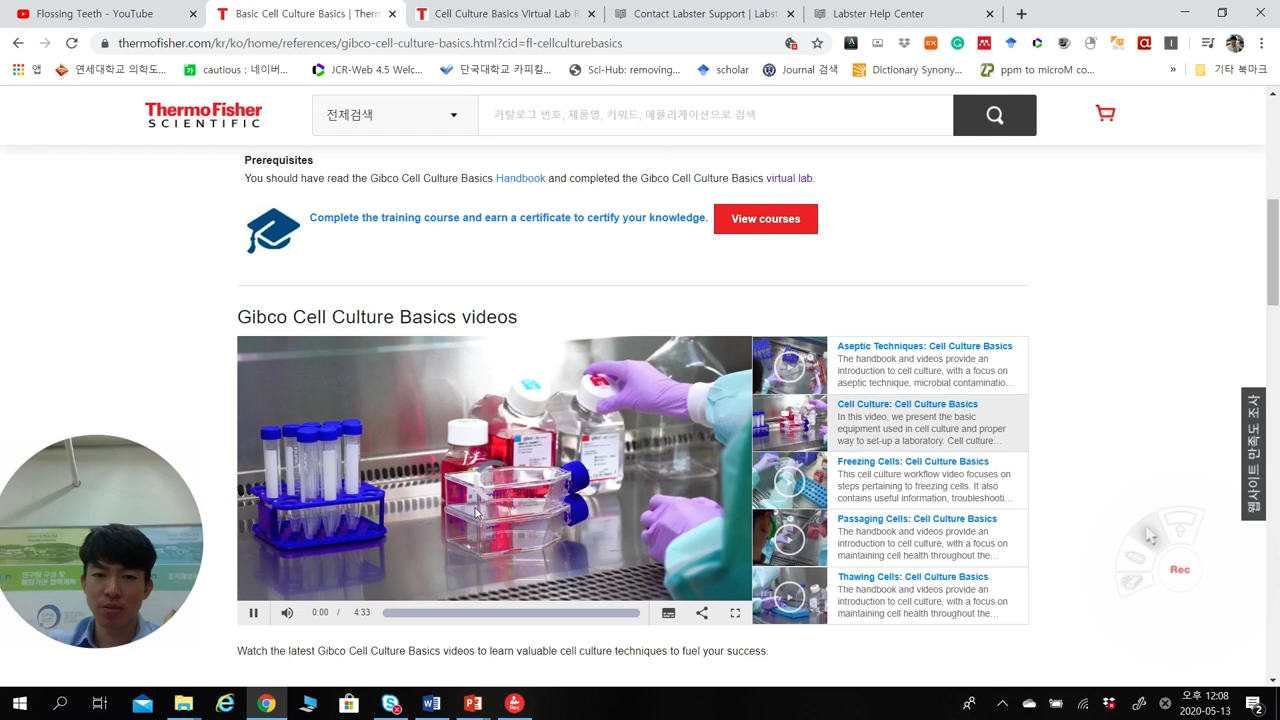 Flossing Teeth - YouTube
Basic Cell Culture Basics | Therm
Cell Culture Basics Virtual Lab R
Contact Labster Support | Labst
Labster Help Center
thermofisher.com/kr/ko/home/references/gibco-cell-culture-basics.html?cid=fl-cellculturebasics
앱
연세대학교 의학도...
cautious : 네이버...
JCR-Web 4.5 Welc...
단국대학교 카피킬...
Sci-Hub: removing...
scholar
Journal 검색
Dictionary Synony...
ppm to microM co...
»
기타 북마크
ThermoFisher
SCIENTIFIC
전체검색
카탈로그 번호, 제품명, 키워드, 애플리케이션으로 검색
Prerequisites
You should have read the Gibco Cell Culture Basics Handbook and completed the Gibco Cell Culture Basics virtual lab.
Complete the training course and earn a certificate to certify your knowledge.
View courses
Gibco Cell Culture Basics videos
Aseptic Techniques: Cell Culture Basics
The handbook and videos provide an
introduction to cell culture, with a focus on
aseptic technique, microbial contaminatio...
Cell Culture: Cell Culture Basics
In this video, we present the basic
equipment used in cell culture and proper
way to set-up a laboratory. Cell culture...
Freezing Cells: Cell Culture Basics
This cell culture workflow video focuses on
steps pertaining to freezing cells. It also
contains useful information, troubleshooti...
Passaging Cells: Cell Culture Basics
The handbook and videos provide an
introduction to cell culture, with a focus on
maintaining cell health throughout the...
Thawing Cells: Cell Culture Basics
The handbook and videos provide an
introduction to cell culture, with a focus on
maintaining cell health throughout the...
0:00 / 4:33
웹사이트 만족도 조사
Rec
Watch the latest Gibco Cell Culture Basics videos to learn valuable cell culture techniques to fuel your success.
오후 12:08
2020-05-13
2